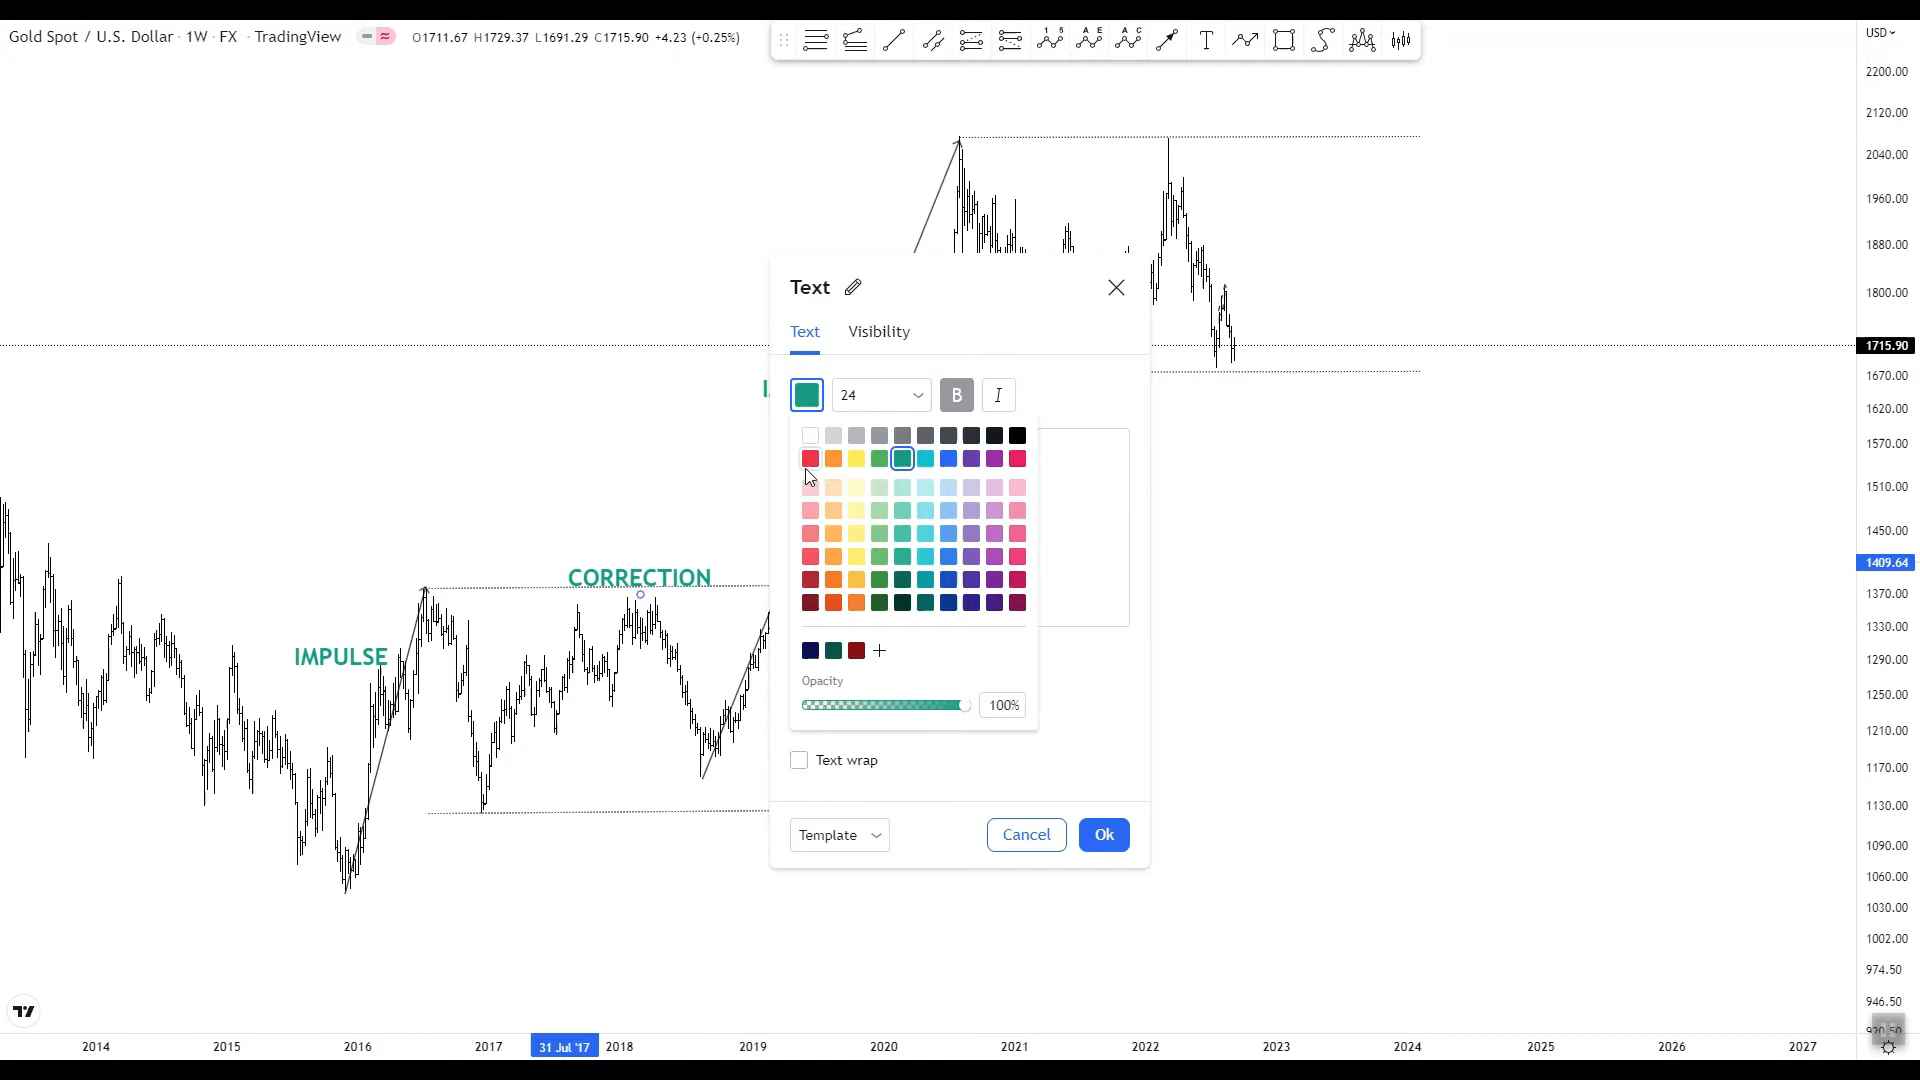 Gold Spot / U.S. Dollar · 1W · FX · TradingView
O1711.67 H1729.37 L1691.29 C1715.90 +4.23 (+0.25%)
1 5
A E
A C
T
USD
2200.00
2120.00
2040.00
1960.00
1880.00
1800.00
1715.90
1670.00
1620.00
1570.00
1510.00
1450.00
1409.64
1370.00
1330.00
1290.00
1250.00
1210.00
1170.00
1130.00
1090.00
1060.00
1030.00
1002.00
974.50
946.50
920.50
Text
Text Visibility
24
B
I
CORRECTION
IMPULSE
Opacity
100%
Text wrap
Template
Cancel
Ok
2014
2015
2016
2017
31 Jul '17
2018
2019
2020
2021
2022
2023
2024
2025
2026
2027